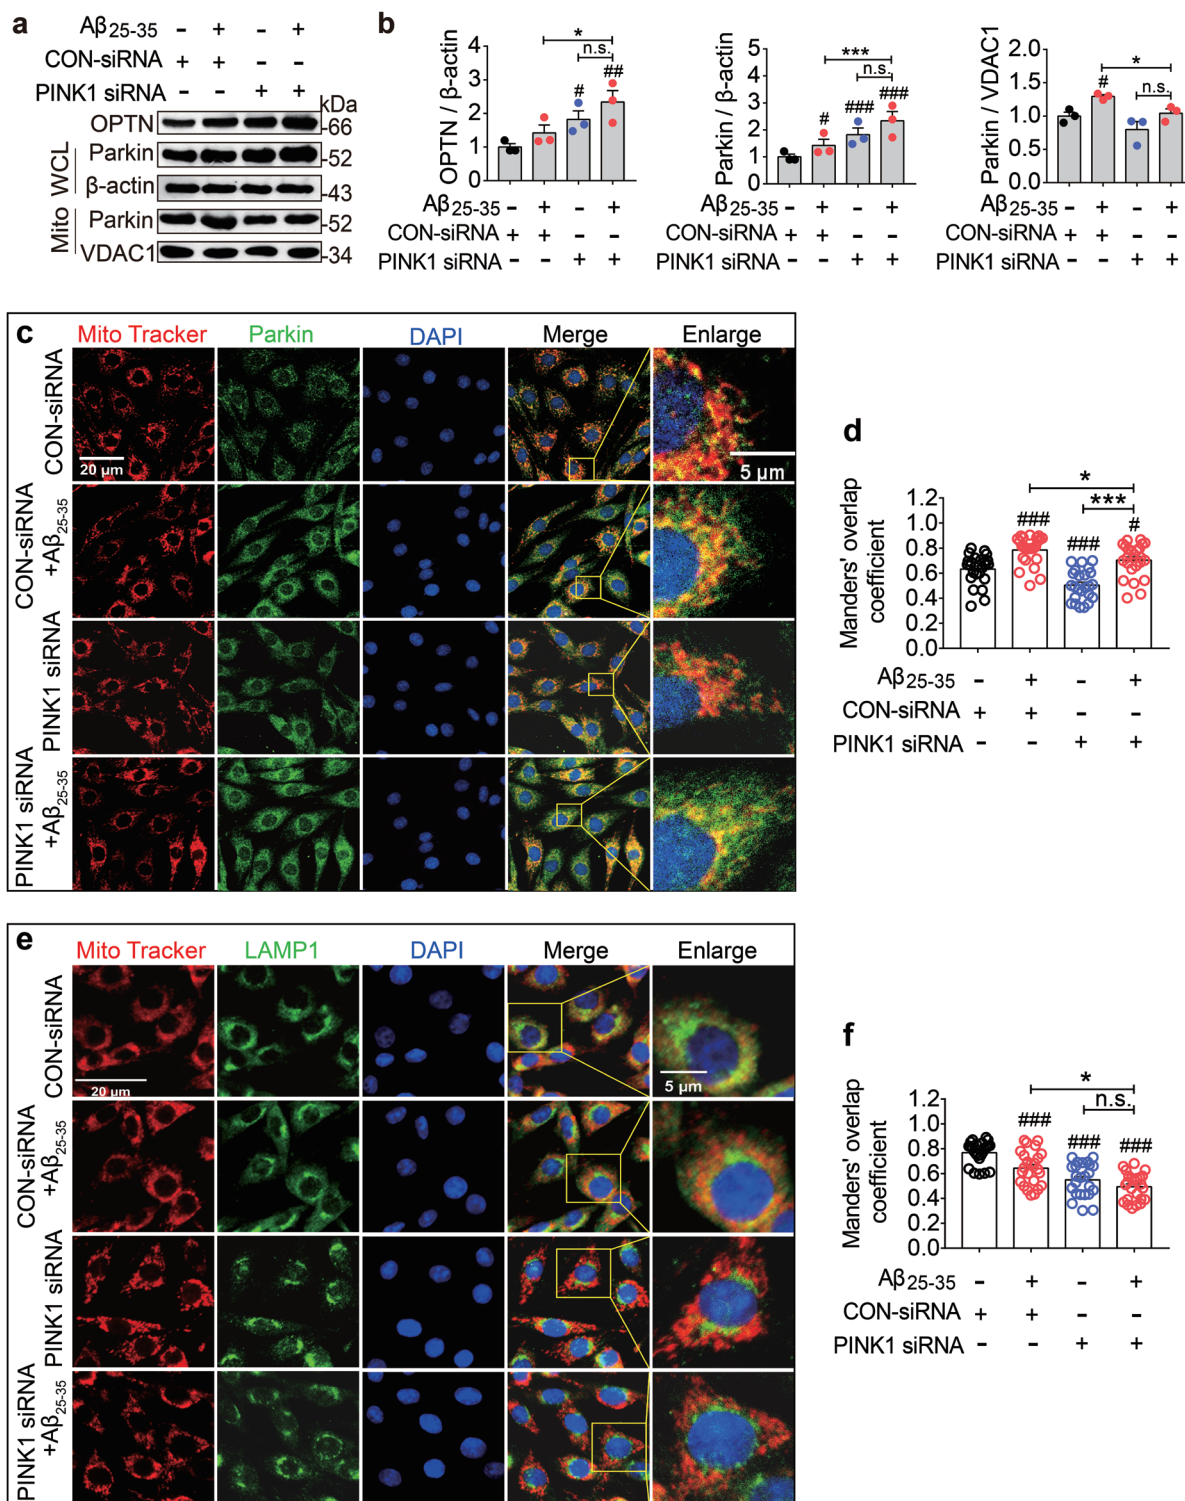 a
Aβ25-35 - + - +
CON-siRNA + + - -
PINK1 siRNA - - + +
kDa
OPTN -66
WCL
Parkin -52
β-actin -43
Mito
Parkin -52
VDAC1 -34
b
OPTN / β-actin
4
3
2
1
0
*
n.s.
#
##
Aβ25-35 - + - +
CON-siRNA + + - -
PINK1 siRNA - - + +
Parkin / β-actin
5
4
3
2
1
0
***
n.s.
#
###
###
Aβ25-35 - + - +
CON-siRNA + + - -
PINK1 siRNA - - + +
Parkin / VDAC1
2.0
1.5
1.0
0.5
0.0
*
#
n.s.
Aβ25-35 - + - +
CON-siRNA + + - -
PINK1 siRNA - - + +
c
Mito Tracker Parkin DAPI Merge Enlarge
CON-siRNA
20 μm
5 μm
CON-siRNA
+Aβ25-35
PINK1 siRNA
PINK1 siRNA
+Aβ25-35
d
Manders' overlap
coefficient
1.2
1.0
0.8
0.6
0.4
0.2
0.0
*
***
###
###
#
Aβ25-35 - + - +
CON-siRNA + + - -
PINK1 siRNA - - + +
e
Mito Tracker LAMP1 DAPI Merge Enlarge
CON-siRNA
20 μm
5 μm
CON-siRNA
+Aβ25-35
PINK1 siRNA
PINK1 siRNA
+Aβ25-35
f
Manders' overlap
coefficient
1.2
1.0
0.8
0.6
0.4
0.2
0.0
*
n.s.
###
###
###
Aβ25-35 - + - +
CON-siRNA + + - -
PINK1 siRNA - - + +